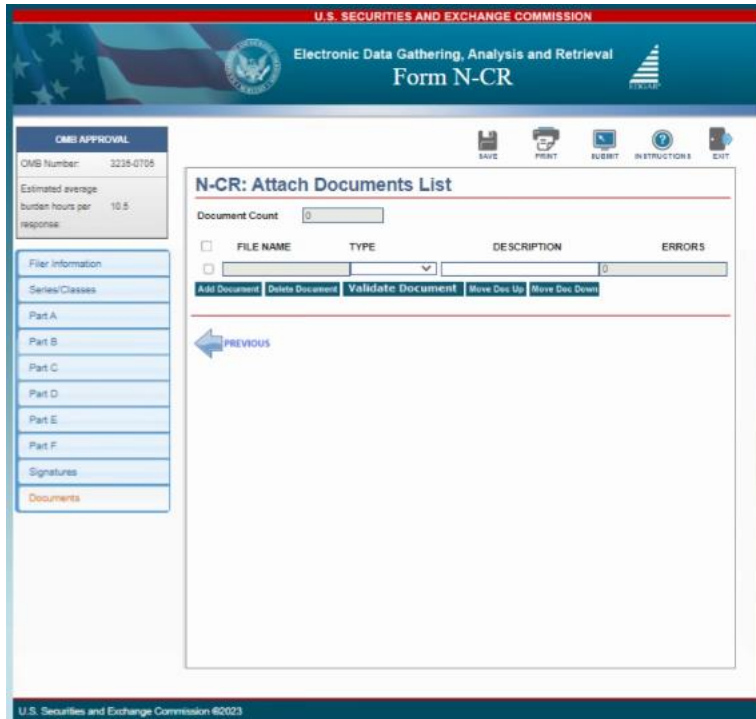 U.S. SECURITIES AND EXCHANGE COMMISSION
Electronic Data Gathering, Analysis and Retrieval
Form N-CR
EDGAR
OMB APPROVAL
OMB Number: 3235-0705
Estimated average
burden hours per 10.5
response:
SAVE PRINT SUBMIT INSTRUCTIONS EXIT
Filer Information
Series/Classes
Part A
Part B
Part C
Part D
Part E
Part F
Signatures
Documents
N-CR: Attach Documents List
Document Count 0
FILE NAME TYPE DESCRIPTION ERRORS
0
Add Document Delete Document Validate Document Move Doc Up Move Doc Down
PREVIOUS
U.S. Securities and Exchange Commission ©2023